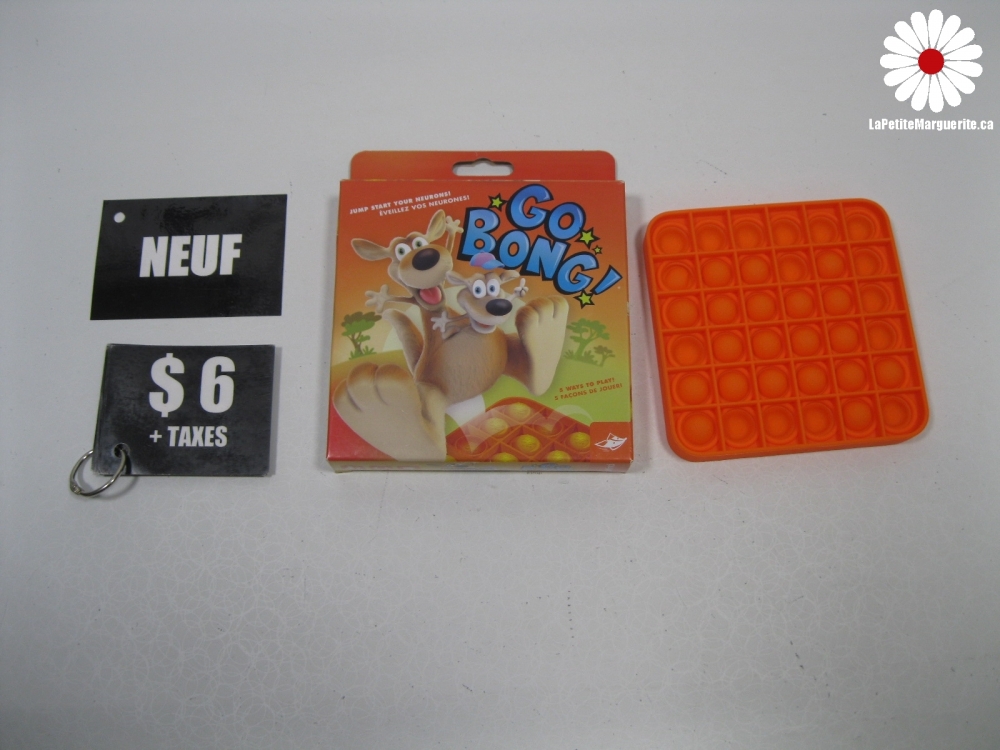 LaPetiteMarguerite.ca
NEUF
$ 6
+ TAXES
JUMP START YOUR NEURONS!
ÉVEILLEZ VOS NEURONES!
GO
BONG!
2 WAYS TO PLAY!
2 FAÇONS DE JOUER!